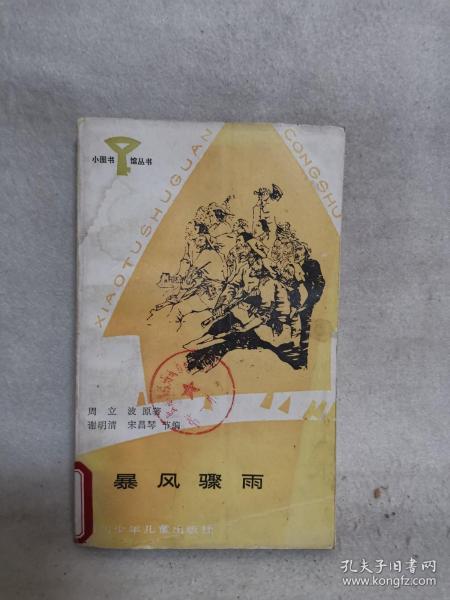 小图书 馆丛书
XIAOTUSHUGUAN
CONGSHU
周 立 波 原著
谢明清 宋昌琴 节编
暴风骤雨
少年儿童出版社
孔夫子旧书网
www.kongfz.com